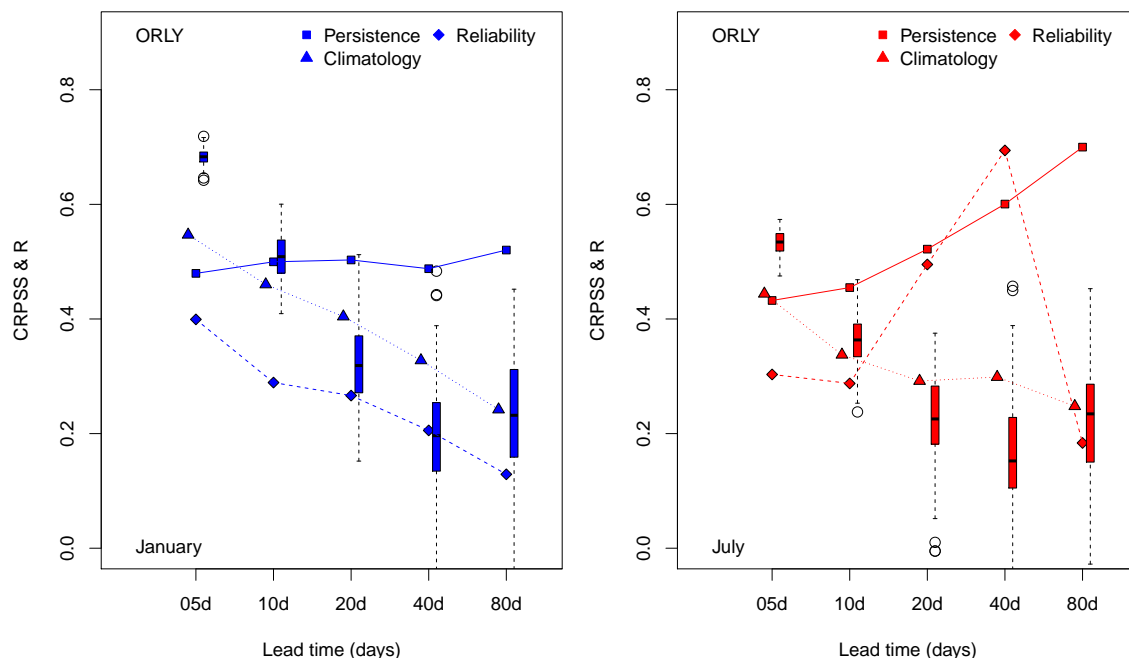 ORLY
Persistence Reliability
Climatology
CRPSS & R
0.8
0.6
0.4
0.2
0.0
January
05d 10d 20d 40d 80d
Lead time (days)
ORLY
Persistence Reliability
Climatology
CRPSS & R
0.8
0.6
0.4
0.2
0.0
July
05d 10d 20d 40d 80d
Lead time (days)